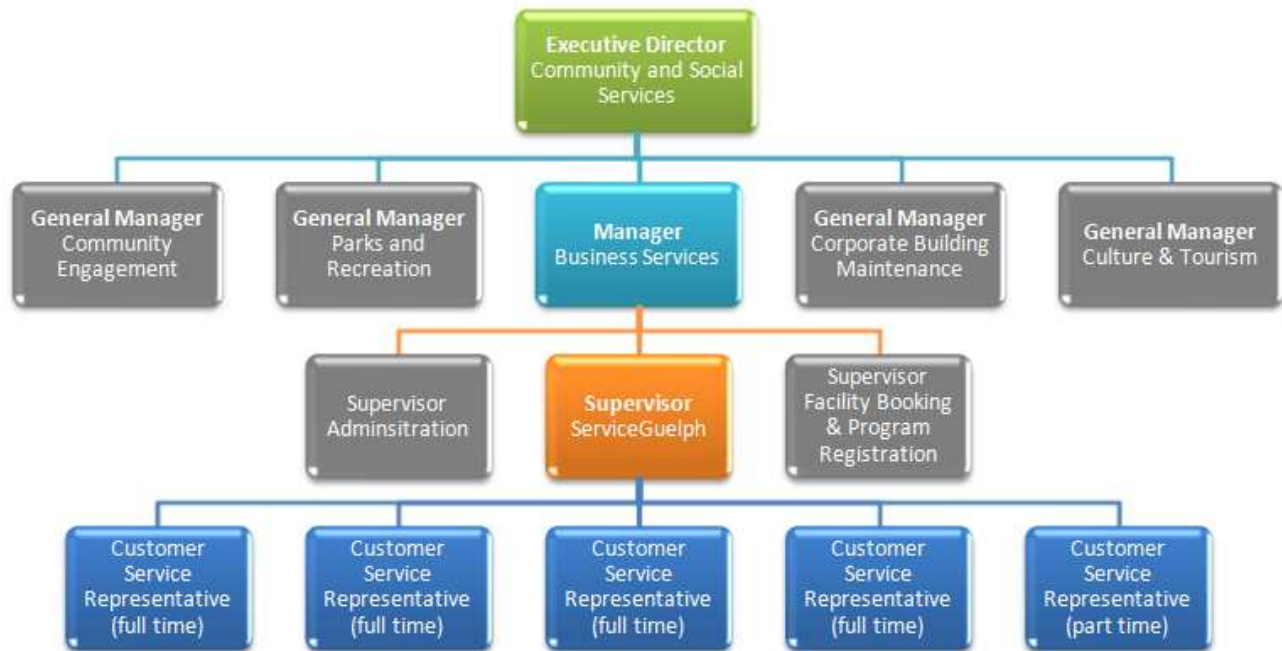 Executive Director
Community and Social
Services
General Manager
Community
Engagement
General Manager
Parks and
Recreation
Manager
Business Services
General Manager
Corporate Building
Maintenance
General Manager
Culture & Tourism
Supervisor
Adminsitration
Supervisor
ServiceGuelph
Supervisor
Facility Booking
& Program
Registration
Customer
Service
Representative
(full time)
Customer
Service
Representative
(full time)
Customer
Service
Representative
(full time)
Customer
Service
Representative
(full time)
Customer
Service
Representative
(part time)